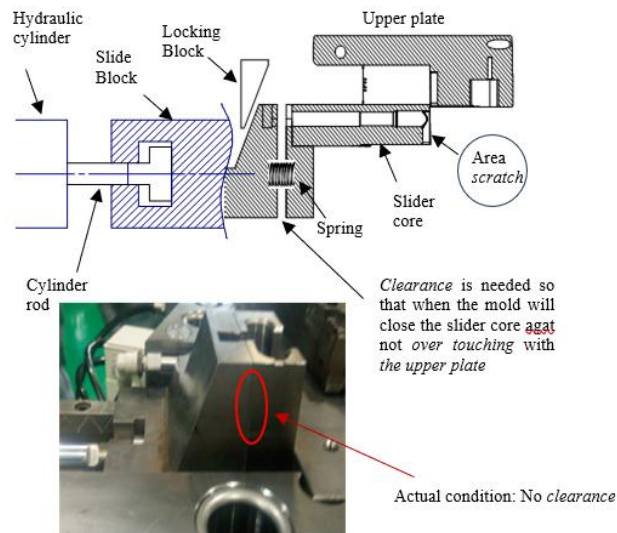 Hydraulic
cylinder
Locking
Block
Upper plate
Slide
Block
Area
scratch
Slider
core
Spring
Cylinder
rod
Clearance is needed so
that when the mold will
close the slider core agat
not over touching with
the upper plate
Actual condition: No clearance